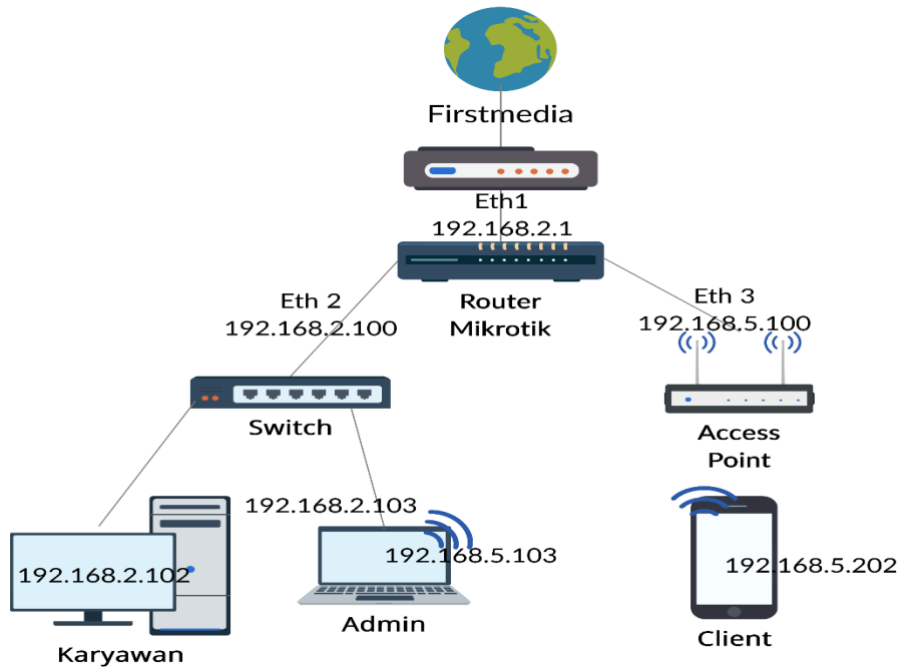 Firstmedia
Eth1
192.168.2.1
Router
Mikrotik
Eth 2
192.168.2.100
Eth 3
192.168.5.100
Switch
Access
Point
192.168.2.103
192.168.5.103
192.168.2.102
192.168.5.202
Karyawan
Admin
Client